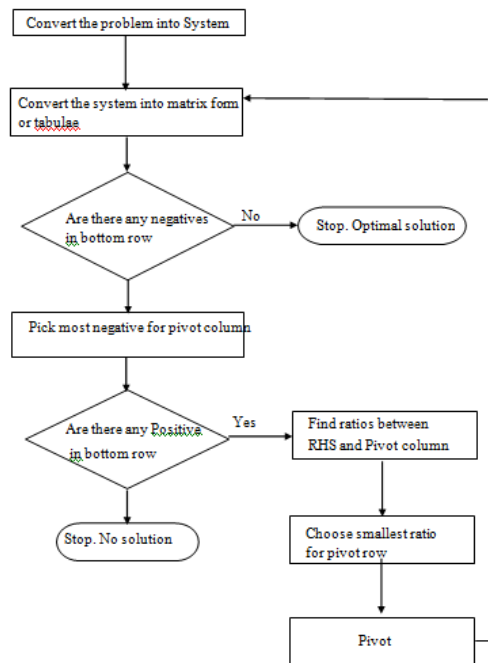 Convert the problem into System
Convert the system into matrix form
or tabulae
Are there any negatives
in bottom row
No
Stop. Optimal solution
Pick most negative for pivot column
Are there any Positive
in bottom row
Yes
Find ratios between
RHS and Pivot column
Stop. No solution
Choose smallest ratio
for pivot row
Pivot